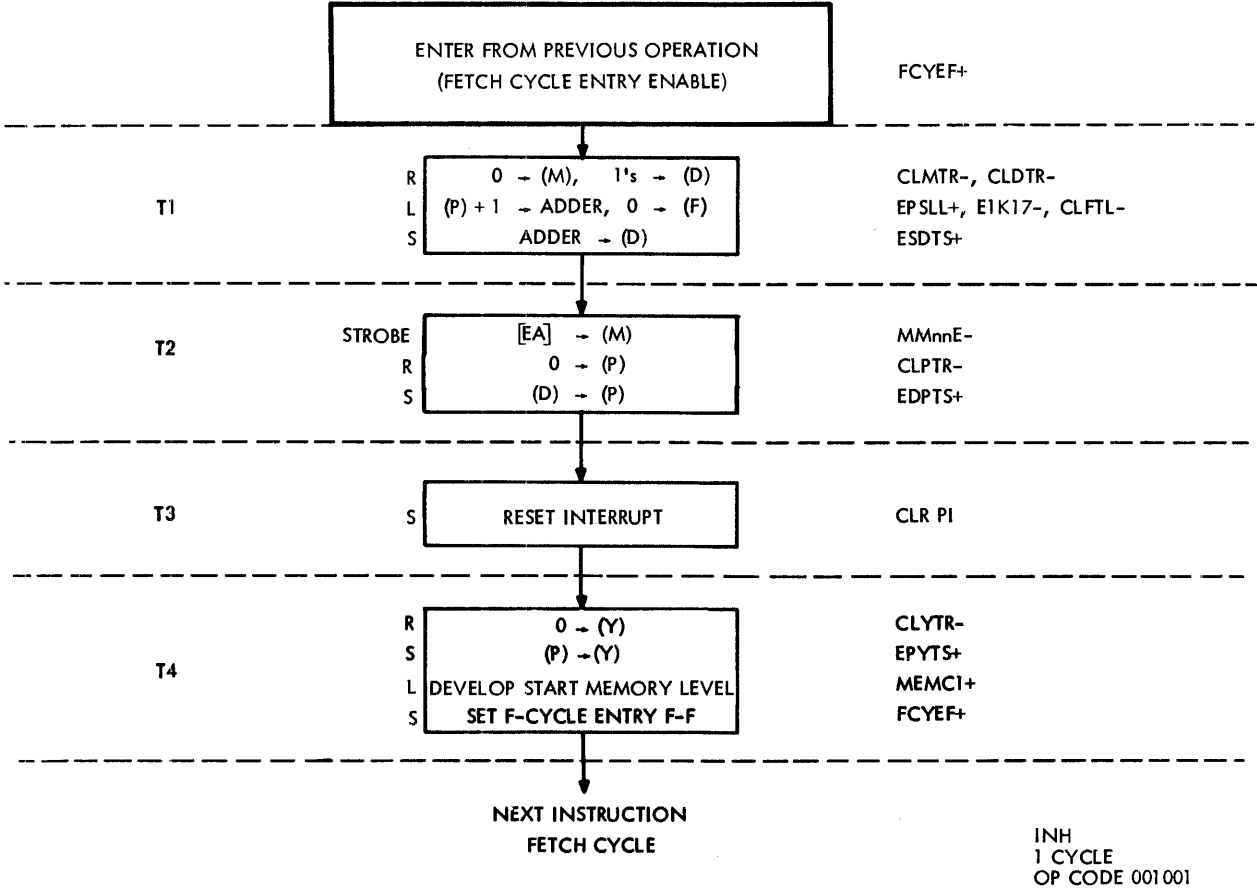 ENTER FROM PREVIOUS OPERATION
(FETCH CYCLE ENTRY ENABLE)
FCYEF+
T1
R 0 → (M), 1's → (D) CLMTR-, CLDTR-
L (P) + 1 → ADDER, 0 → (F) EPSLL+, E1K17-, CLFTL-
S ADDER → (D) ESDTS+
T2
STROBE [EA] → (M) MMnnE-
R 0 → (P) CLPTR-
S (D) → (P) EDPTS+
T3
S RESET INTERRUPT CLR PI
T4
R 0 → (Y) CLYTR-
S (P) → (Y) EPYTS+
L DEVELOP START MEMORY LEVEL MEMC1+
S SET F-CYCLE ENTRY F-F FCYEF+
NEXT INSTRUCTION
FETCH CYCLE
INH
1 CYCLE
OP CODE 001001